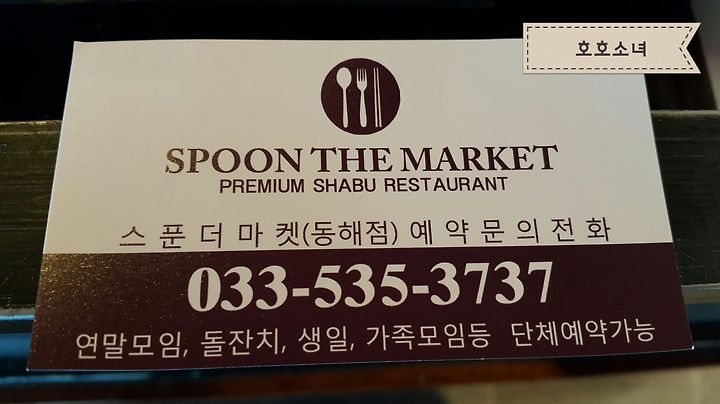 호호소녀
SPOON THE MARKET
PREMIUM SHABU RESTAURANT
스푼더마켓(동해점) 예약문의전화
033-535-3737
연말모임, 돌잔치, 생일, 가족모임등 단체예약가능